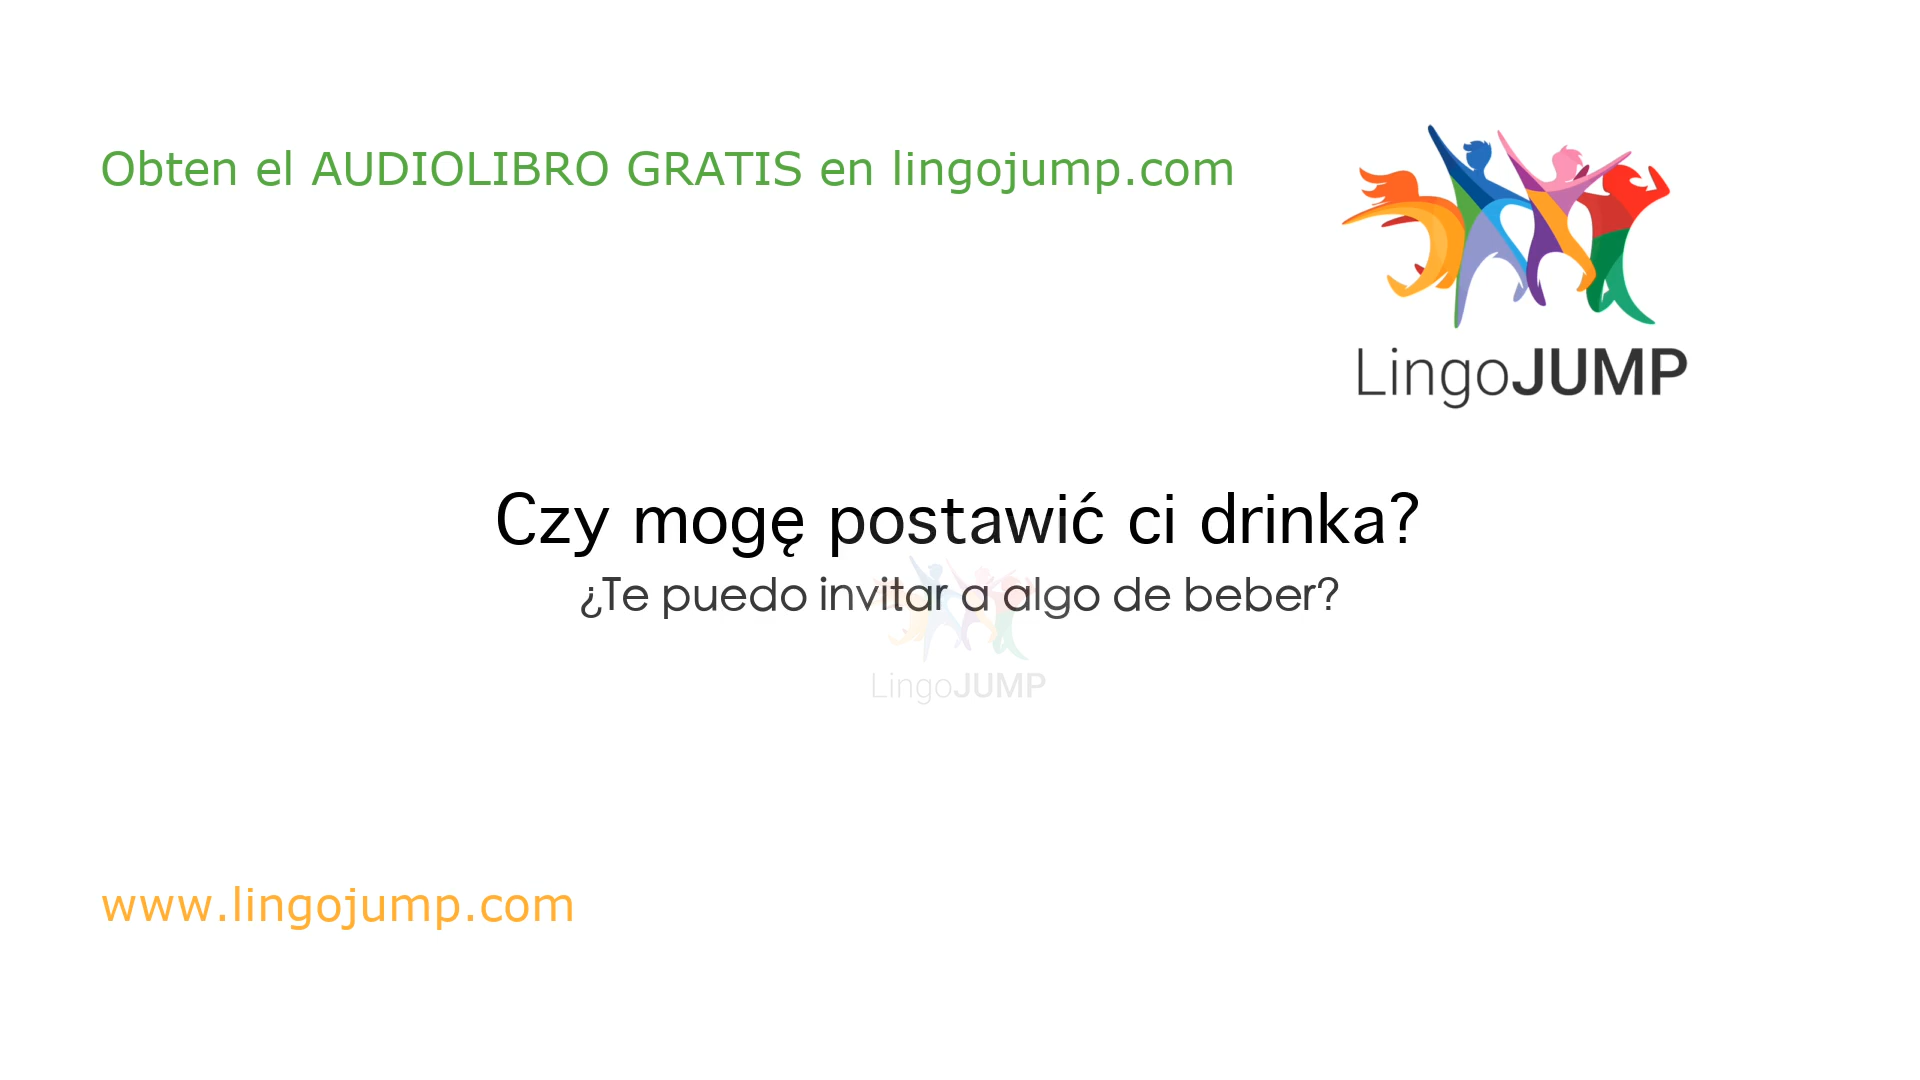 Obten el AUDIOLIBRO GRATIS en lingojump.com
LingoJUMP
Czy mogę postawić ci drinka?
¿Te puedo invitar a algo de beber?
LingoJUMP
www.lingojump.com